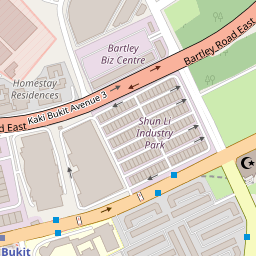 Bartley
Biz Centre
Bartley Road East
Homestay
Residences
Kaki Bukit Avenue 3
d East
Shun Li
Industry
Park
Bukit